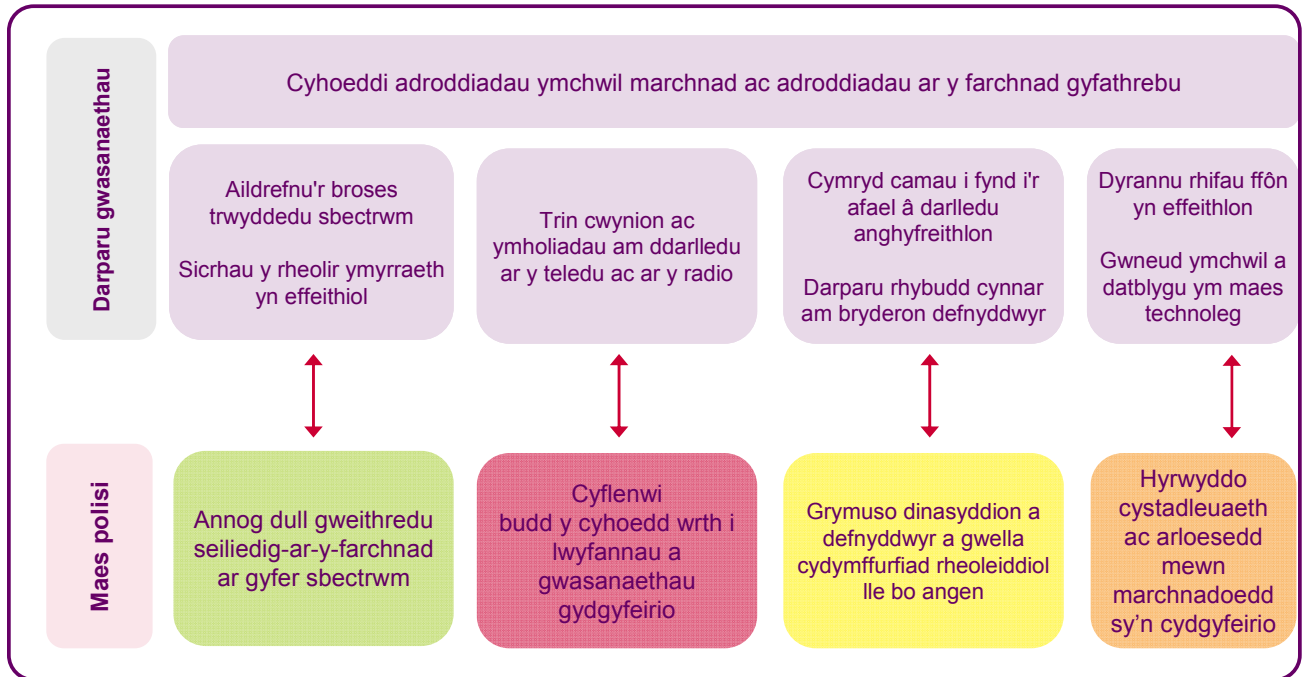 Darparu gwasanaethau
Cyhoeddi adroddiadau ymchwil marchnad ac adroddiadau ar y farchnad gyfathrebu
Aildrefnu'r broses
trwyddedu sbectrwm
Sicrhau y rheolir ymyrraeth
yn effeithiol
Trin cwynion ac
ymholiadau am ddarlledu
ar y teledu ac ar y radio
Cymryd camau i fynd i'r
afael â darlledu
anghyfreithlon
Darparu rhybudd cynnar
am bryderon defnyddwyr
Dyrannu rhifau ffôn
yn effeithlon
Gwneud ymchwil a
datblygu ym maes
technoleg
Maes polisi
Annog dull gweithredu
seiliedig-ar-y-farchnad
ar gyfer sbectrwm
Cyflenwi
budd y cyhoedd wrth i
lwyfannau a
gwasanaethau
gydgyfeirio
Grymuso dinasyddion a
defnyddwyr a gwella
cydymffurfiad rheoleiddiol
lle bo angen
Hyrwyddo
cystadleuaeth
ac arloesedd
mewn
marchnadoedd
sy’n cydgyfeirio